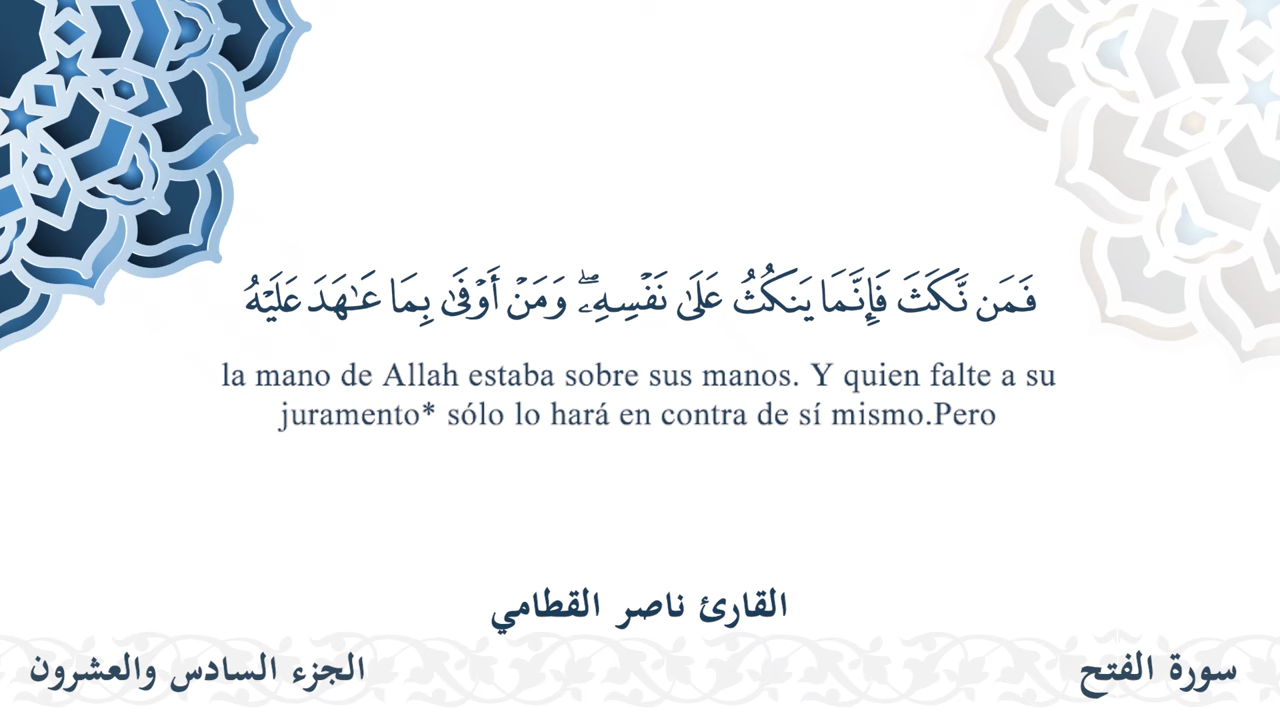 فَمَن نَّكَثَ فَإِنَّمَا يَنكُثُ عَلَىٰ نَفْسِهِۦۖ وَمَنْ أَوْفَىٰ بِمَا عَـٰهَدَ عَلَيْهُ
la mano de Allah estaba sobre sus manos. Y quien falte a su
juramento* sólo lo hará en contra de sí mismo.Pero
القارئ ناصر القطامي
سورة الفتح
الجزء السادس والعشرون